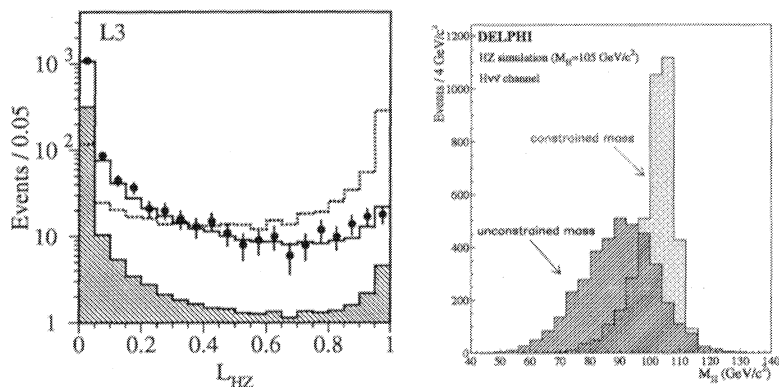 L3
10³
10²
10
1
Events / 0.05
0 0.2 0.4 0.6 0.8 1
L_HZ
DELPHI
HZ simulation (M_H=105 GeV/c²)
Hνν̄ channel
constrained mass
unconstrained mass
Events / 4 GeV/c²
1200
1000
800
600
400
200
0
40 50 60 70 80 90 100 110 120 130 140
M_H (GeV/c²)